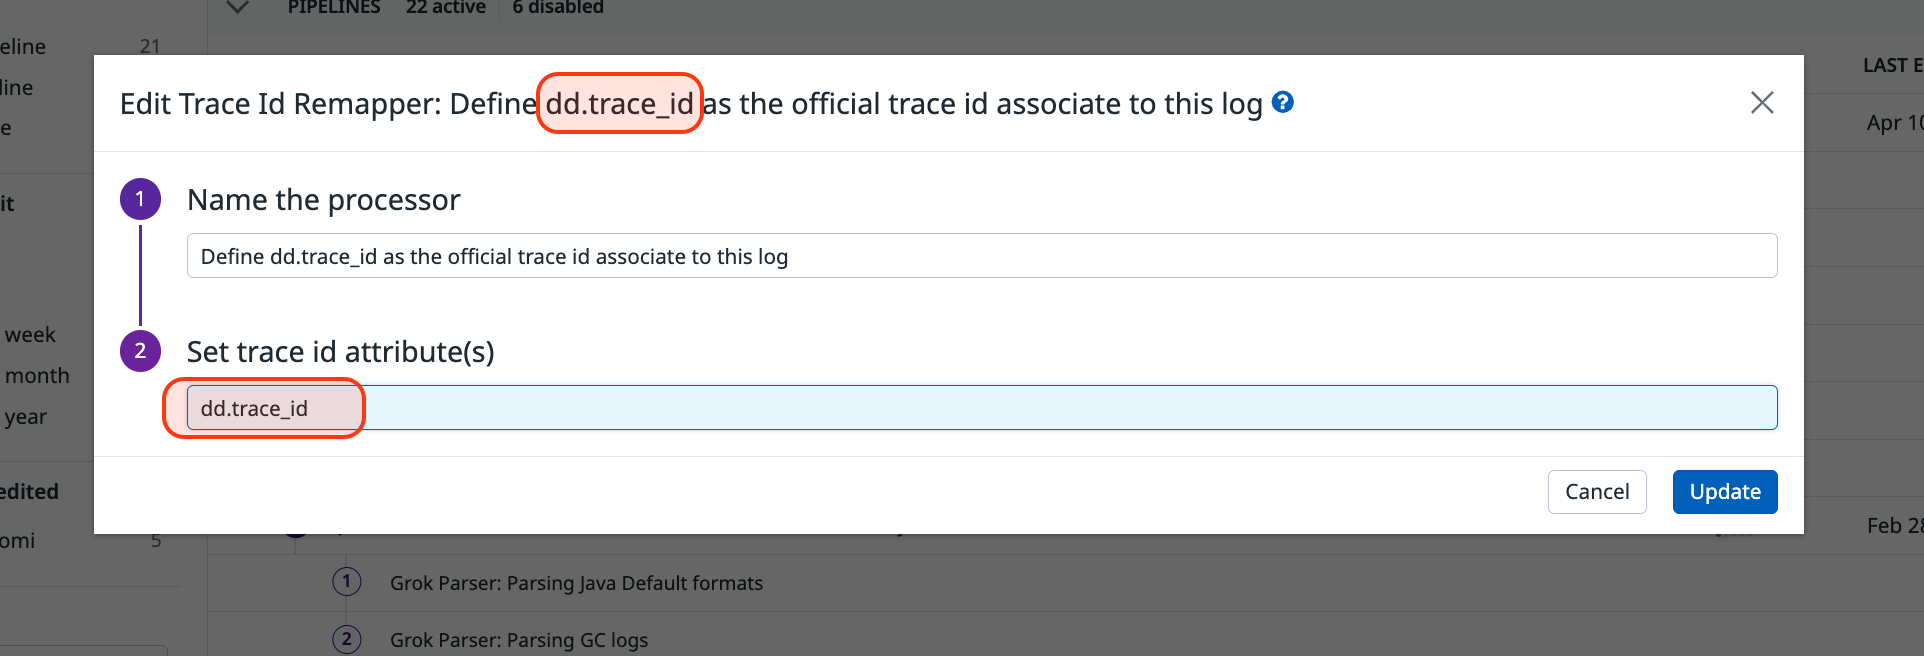 PIPELINES 22 active 6 disabled
eline 21
line
e
it
week
month
year
edited
omi 5
LAST E
Apr 10
Edit Trace Id Remapper: Define dd.trace_id as the official trace id associate to this log ?
1 Name the processor
Define dd.trace_id as the official trace id associate to this log
2 Set trace id attribute(s)
dd.trace_id
Cancel Update
Feb 28
1 Grok Parser: Parsing Java Default formats
2 Grok Parser: Parsing GC logs